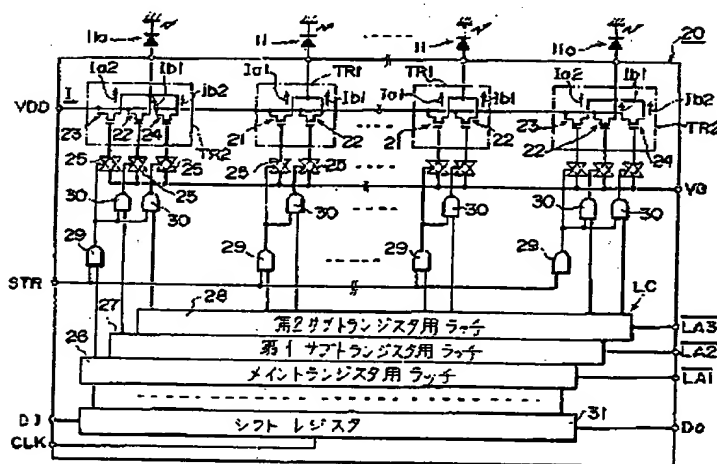 11a 11 11 11a 20
Ia2 Ib1 Ib2 Ia1 TR1 Ib1 TR1 Ia1 Ib1 Ia2 Ib1 Ib2
VDD I
23 22 24 TR2 21 22 21 22 23 22 24 TR2
25 25 25 25 25
VG
30 30 30 30 30 30
29 29 29 29
STR
28 LC
第2サブトランジスタ用ラッチ LA3
27
第1サブトランジスタ用ラッチ LA2
26
メイントランジスタ用ラッチ LA1
31
DI シフトレジスタ DO
CLK